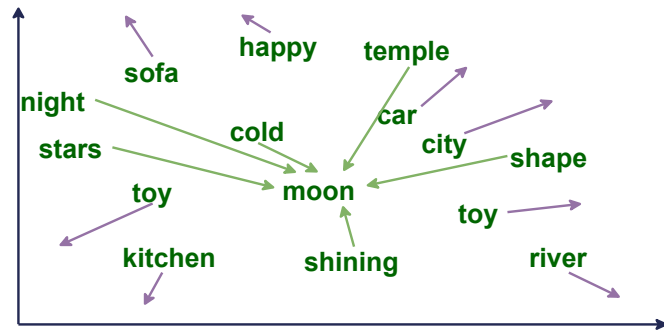 happy
temple
sofa
night
car
cold
city
stars
shape
moon
toy
toy
kitchen
shining
river